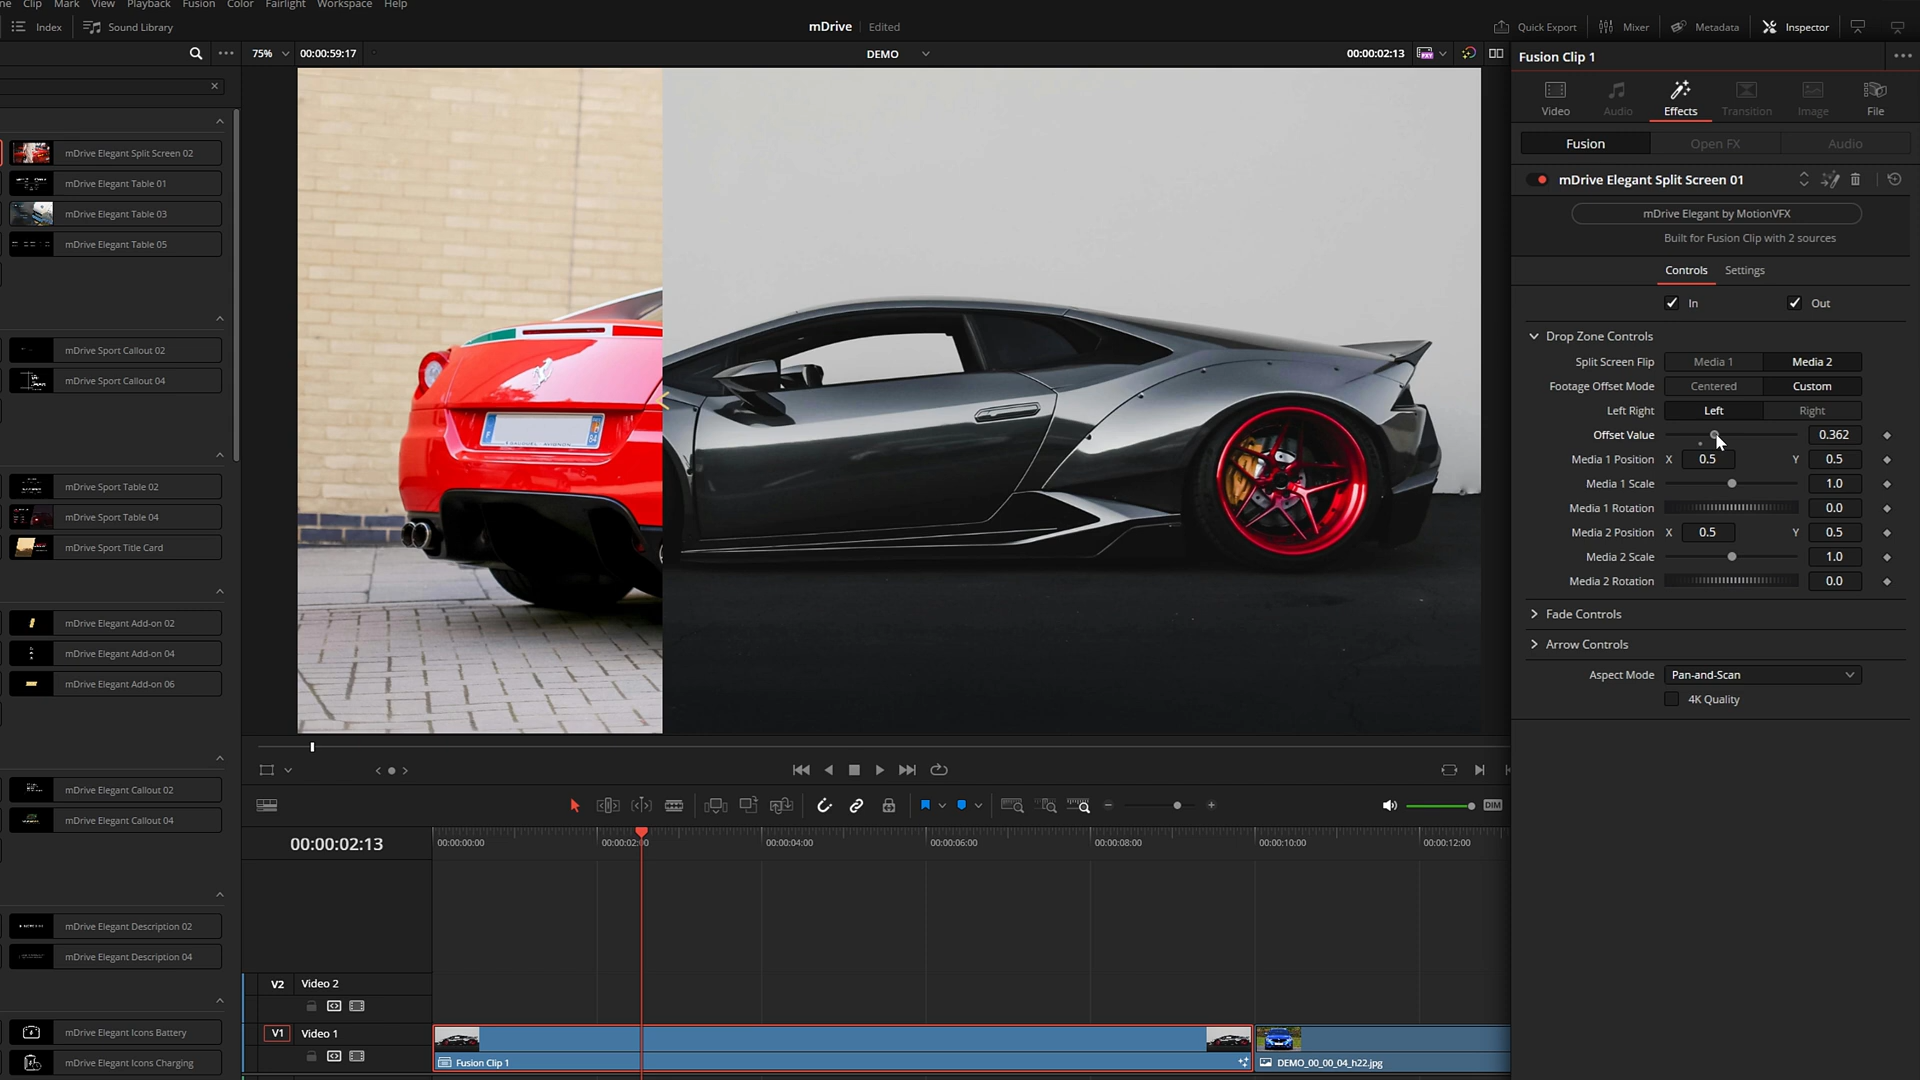 Clip Mark View Playback Fusion Color Fairlight Workspace Help
Index Sound Library mDrive Edited Quick Export Mixer Metadata Inspector
75% 00:00:59:17 DEMO 00:00:02:13
Fusion Clip 1
Video Audio Effects Transition Image File
Fusion Open FX Audio
mDrive Elegant Split Screen 01
mDrive Elegant by MotionVFX
Built for Fusion Clip with 2 sources
Controls Settings
In Out
Drop Zone Controls
Split Screen Flip Media 1 Media 2
Footage Offset Mode Centered Custom
Left Right Left Right
Offset Value 0.362
Media 1 Position X 0.5 Y 0.5
Media 1 Scale 1.0
Media 1 Rotation 0.0
Media 2 Position X 0.5 Y 0.5
Media 2 Scale 1.0
Media 2 Rotation 0.0
Fade Controls
Arrow Controls
Aspect Mode Pan-and-Scan
4K Quality
mDrive Elegant Split Screen 02
mDrive Elegant Table 01
mDrive Elegant Table 03
mDrive Elegant Table 05
mDrive Sport Callout 02
mDrive Sport Callout 04
mDrive Sport Table 02
mDrive Sport Table 04
mDrive Sport Title Card
mDrive Elegant Add-on 02
mDrive Elegant Add-on 04
mDrive Elegant Add-on 06
mDrive Elegant Callout 02
mDrive Elegant Callout 04
mDrive Elegant Description 02
mDrive Elegant Description 04
mDrive Elegant Icons Battery
mDrive Elegant Icons Charging
DIM
00:00:02:13
00:00:00:00 00:00:02:00 00:00:04:00 00:00:06:00 00:00:08:00 00:00:10:00 00:00:12:00
V2 Video 2
V1 Video 1
Fusion Clip 1 DEMO_00_00_04_h22.jpg